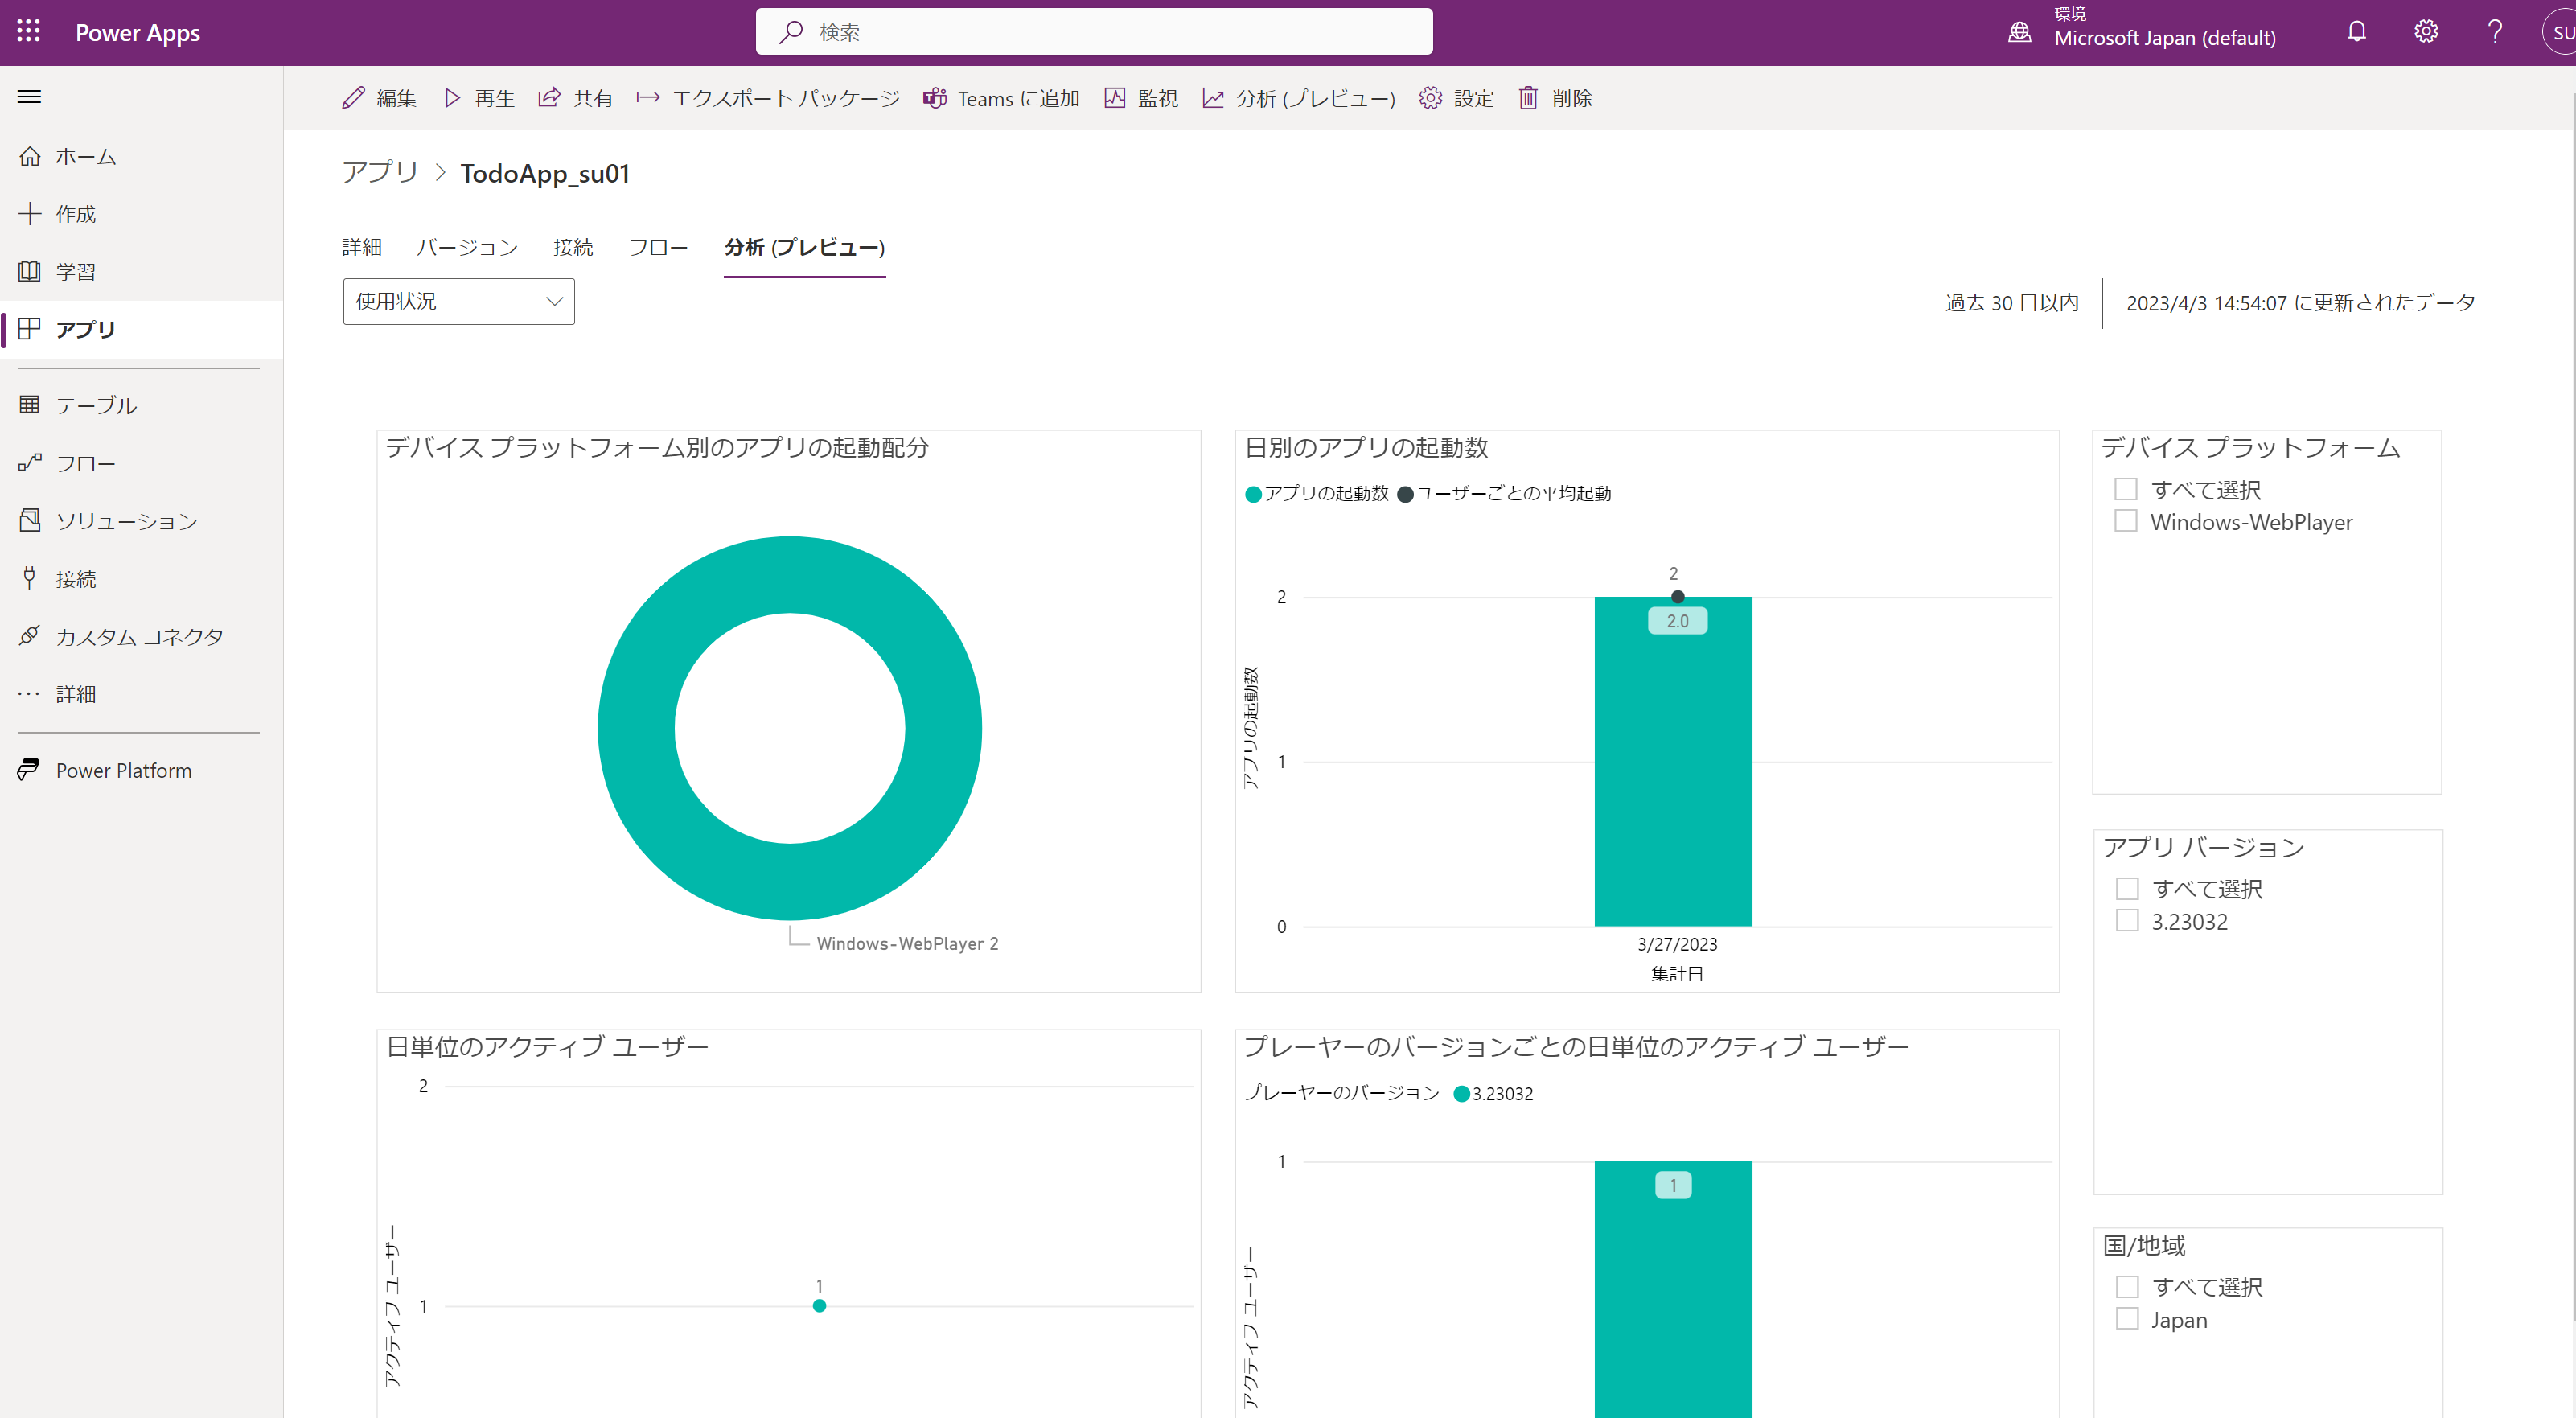 Power Apps
検索
環境
Microsoft Japan (default)
SU
編集
再生
共有
エクスポート パッケージ
Teams に追加
監視
分析 (プレビュー)
設定
削除
ホーム
作成
学習
アプリ
テーブル
フロー
ソリューション
接続
カスタム コネクタ
詳細
Power Platform
アプリ > TodoApp_su01
詳細 バージョン 接続 フロー 分析 (プレビュー)
使用状況
過去 30 日以内
2023/4/3 14:54:07 に更新されたデータ
デバイス プラットフォーム別のアプリの起動配分
Windows-WebPlayer 2
日別のアプリの起動数
アプリの起動数 ユーザーごとの平均起動
アプリの起動数
2
2
2.0
1
0
3/27/2023
集計日
デバイス プラットフォーム
すべて選択
Windows-WebPlayer
アプリ バージョン
すべて選択
3.23032
日単位のアクティブ ユーザー
アクティブ ユーザー
2
1
1
プレーヤーのバージョンごとの日単位のアクティブ ユーザー
プレーヤーのバージョン 3.23032
アクティブ ユーザー
1
1
国/地域
すべて選択
Japan